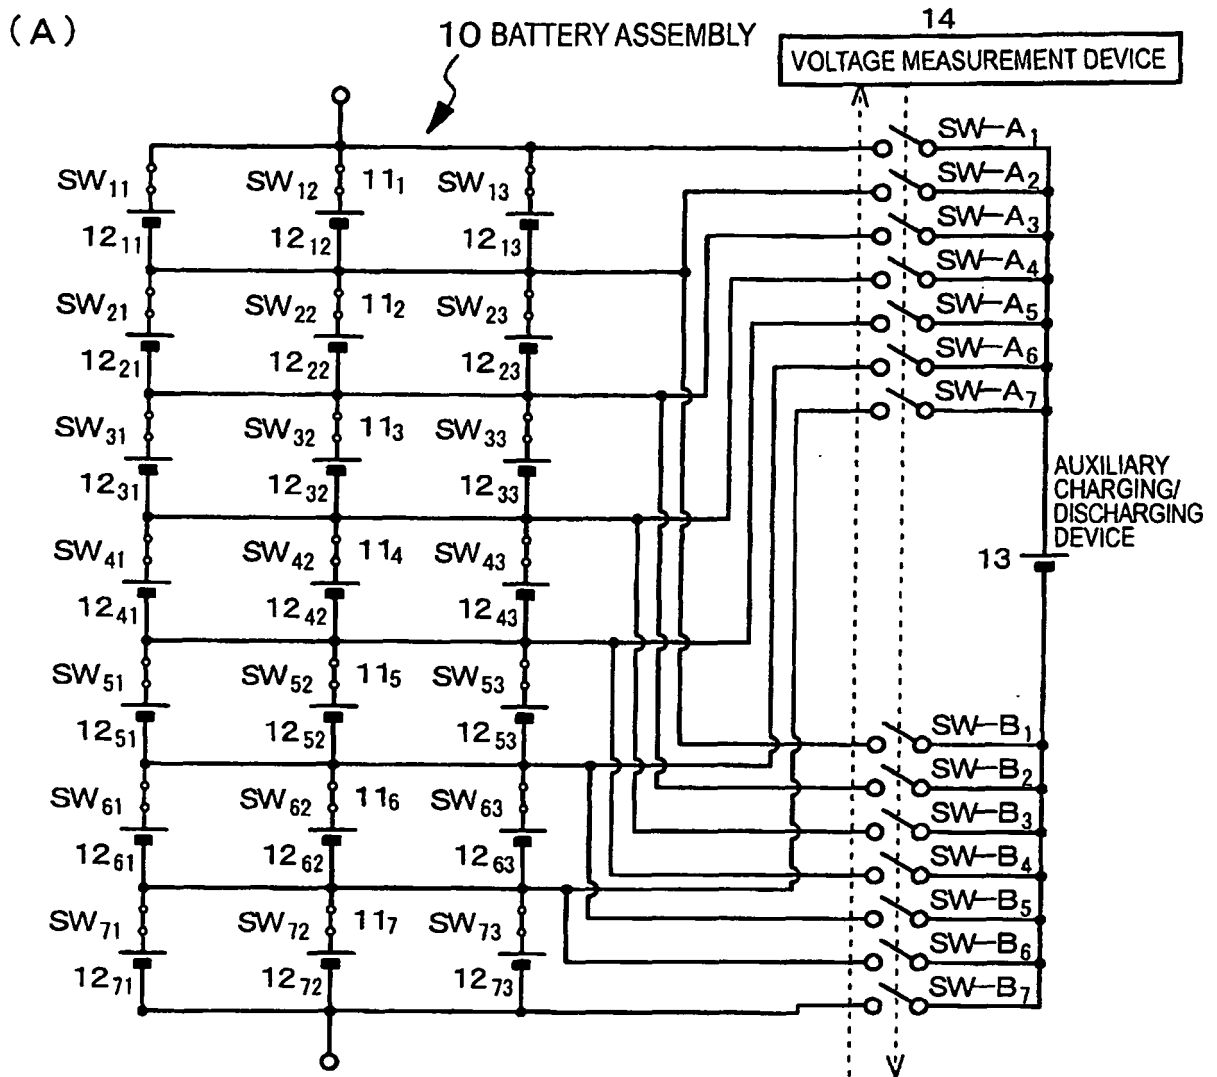 (A)
10 BATTERY ASSEMBLY
14
VOLTAGE MEASUREMENT DEVICE
SW₁₁ SW₁₂ 11₁ SW₁₃
12₁₁ 12₁₂ 12₁₃
SW₂₁ SW₂₂ 11₂ SW₂₃
12₂₁ 12₂₂ 12₂₃
SW₃₁ SW₃₂ 11₃ SW₃₃
12₃₁ 12₃₂ 12₃₃
SW₄₁ SW₄₂ 11₄ SW₄₃
12₄₁ 12₄₂ 12₄₃
SW₅₁ SW₅₂ 11₅ SW₅₃
12₅₁ 12₅₂ 12₅₃
SW₆₁ SW₆₂ 11₆ SW₆₃
12₆₁ 12₆₂ 12₆₃
SW₇₁ SW₇₂ 11₇ SW₇₃
12₇₁ 12₇₂ 12₇₃
SW-A₁
SW-A₂
SW-A₃
SW-A₄
SW-A₅
SW-A₆
SW-A₇
AUXILIARY
CHARGING/
DISCHARGING
DEVICE
13
SW-B₁
SW-B₂
SW-B₃
SW-B₄
SW-B₅
SW-B₆
SW-B₇